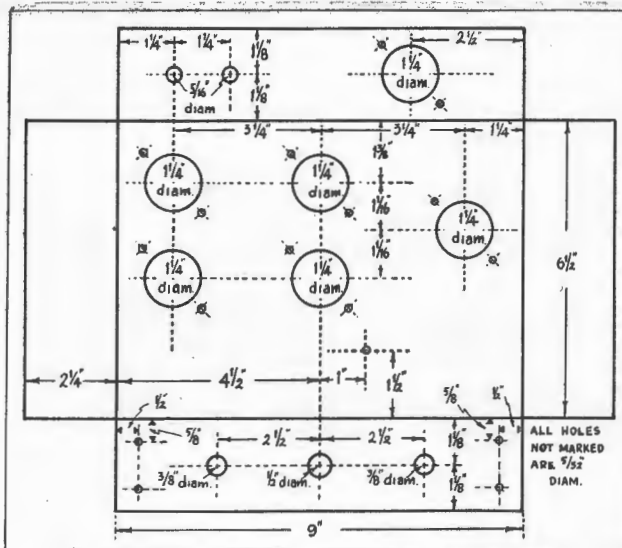 1¼" 1¼" 1⅛" 2½"
5/16" diam
1⅛"
1¼" diam.
3¼" 3¼" 1¼"
1⅜"
1¼" diam. 1¼" diam.
1 5/16"
1¼" diam.
1 5/16"
1¼" diam. 1¼" diam.
6½"
2¼" 4½" 1" 1½"
½" 5/8" 5/8" ½"
2½" 2½" 1⅛"
3/8" diam. ½" diam. 3/8" diam. 1⅛"
ALL HOLES
NOT MARKED
ARE 5/32"
DIAM.
9"